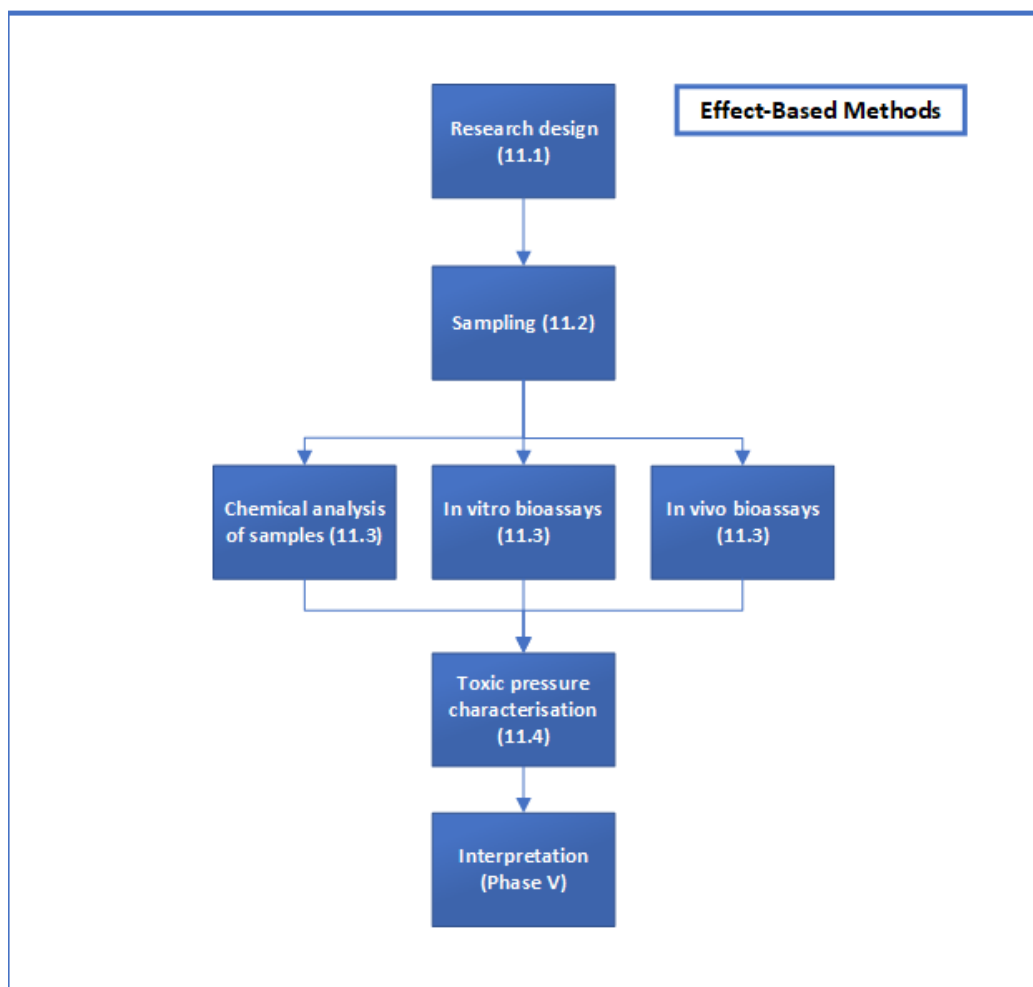 Effect-Based Methods
Research design
(11.1)
Sampling (11.2)
Chemical analysis
of samples (11.3)
In vitro bioassays
(11.3)
In vivo bioassays
(11.3)
Toxic pressure
characterisation
(11.4)
Interpretation
(Phase V)